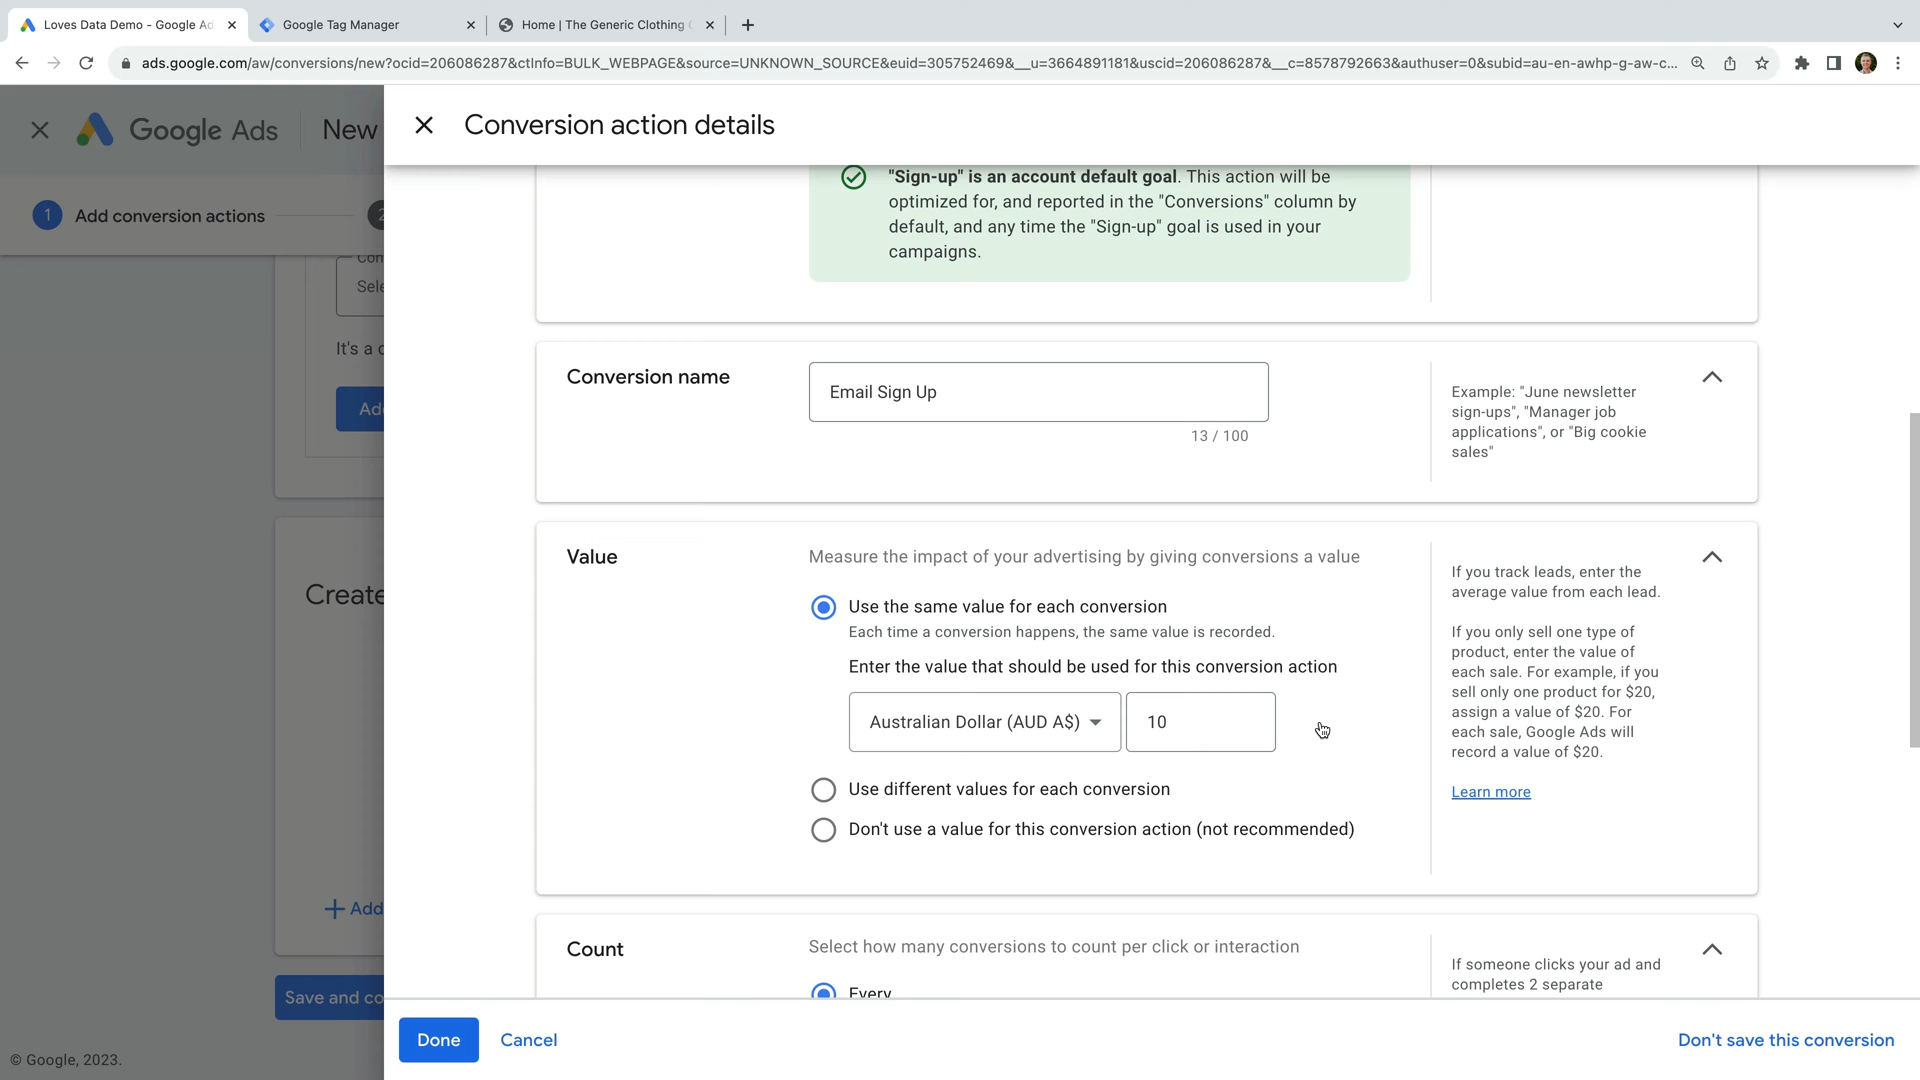 Loves Data Demo - Google Ad
Google Tag Manager
Home | The Generic Clothing
ads.google.com/aw/conversions/new?ocid=206086287&ctInfo=BULK_WEBPAGE&source=UNKNOWN_SOURCE&euid=305752469&__u=3664891181&uscid=206086287&__c=8578792663&authuser=0&subid=au-en-awhp-g-aw-c...
Google Ads
New
Conversion action details
1
Add conversion actions
2
"Sign-up" is an account default goal. This action will be
optimized for, and reported in the "Conversions" column by
default, and any time the "Sign-up" goal is used in your
campaigns.
Con
Sele
It's a c
Add
Conversion name
Email Sign Up
13 / 100
Example: "June newsletter
sign-ups", "Manager job
applications", or "Big cookie
sales"
Value
Measure the impact of your advertising by giving conversions a value
Use the same value for each conversion
Each time a conversion happens, the same value is recorded.
Enter the value that should be used for this conversion action
Australian Dollar (AUD A$)
10
Use different values for each conversion
Don't use a value for this conversion action (not recommended)
If you track leads, enter the
average value from each lead.
If you only sell one type of
product, enter the value of
each sale. For example, if you
sell only one product for $20,
assign a value of $20. For
each sale, Google Ads will
record a value of $20.
Learn more
Create
Add
Count
Select how many conversions to count per click or interaction
Every
If someone clicks your ad and
completes 2 separate
Save and co
Done
Cancel
Don't save this conversion
© Google, 2023.